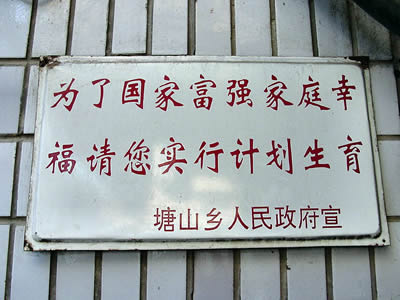 为了国家富强家庭幸
福请您实行计划生育
塘山乡人民政府宣